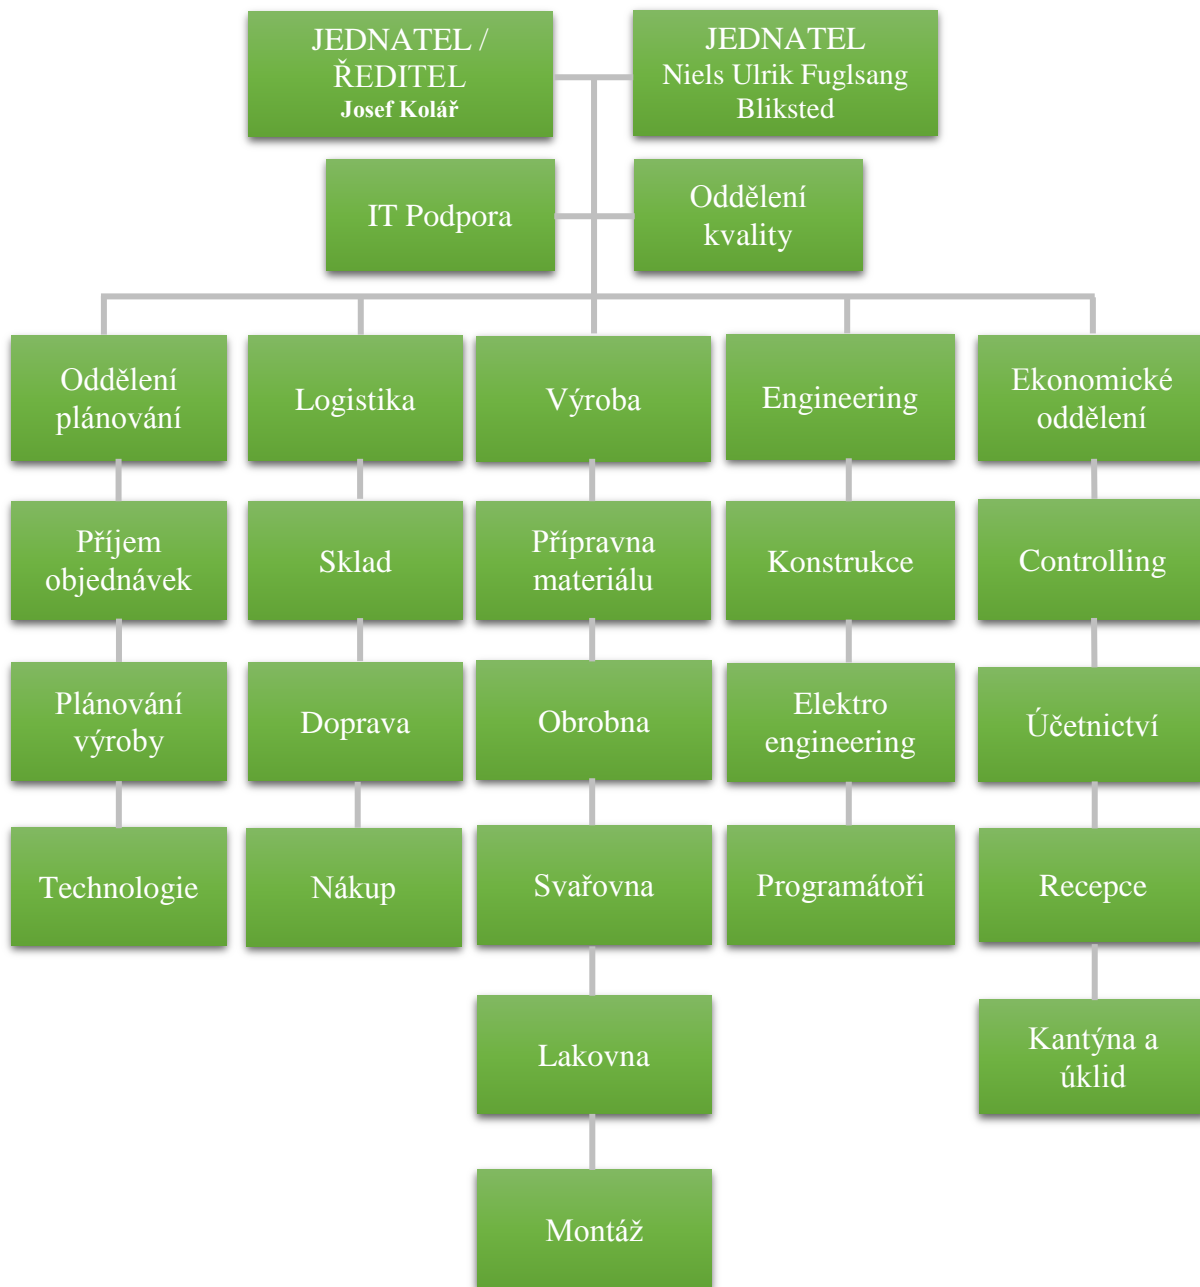 JEDNATEL /
ŘEDITEL
Josef Kolář
JEDNATEL
Niels Ulrik Fuglsang
Bliksted
IT Podpora
Oddělení
kvality
Oddělení
plánování
Logistika
Výroba
Engineering
Ekonomické
oddělení
Příjem
objednávek
Sklad
Přípravna
materiálu
Konstrukce
Controlling
Plánování
výroby
Doprava
Obrobna
Elektro
engineering
Účetnictví
Technologie
Nákup
Svařovna
Programátoři
Recepce
Lakovna
Kantýna a
úklid
Montáž